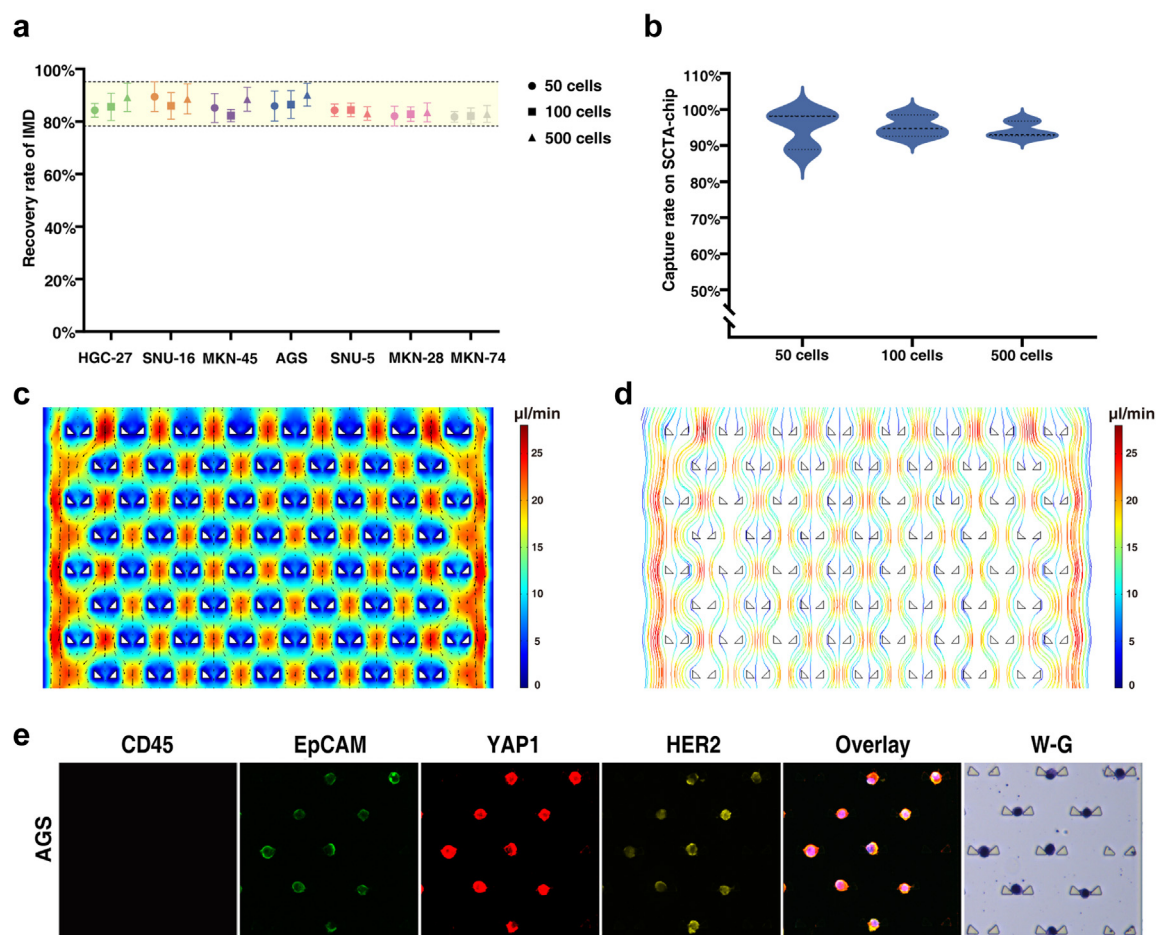 a
100%
80%
60%
40%
20%
0%
Recovery rate of IMD
50 cells
100 cells
500 cells
HGC-27 SNU-16 MKN-45 AGS SNU-5 MKN-28 MKN-74
b
110%
100%
90%
80%
70%
60%
50%
Capture rate on SCTA-chip
50 cells 100 cells 500 cells
c
µl/min
25
20
15
10
5
0
d
µl/min
25
20
15
10
5
0
e
CD45 EpCAM YAP1 HER2 Overlay W-G
AGS